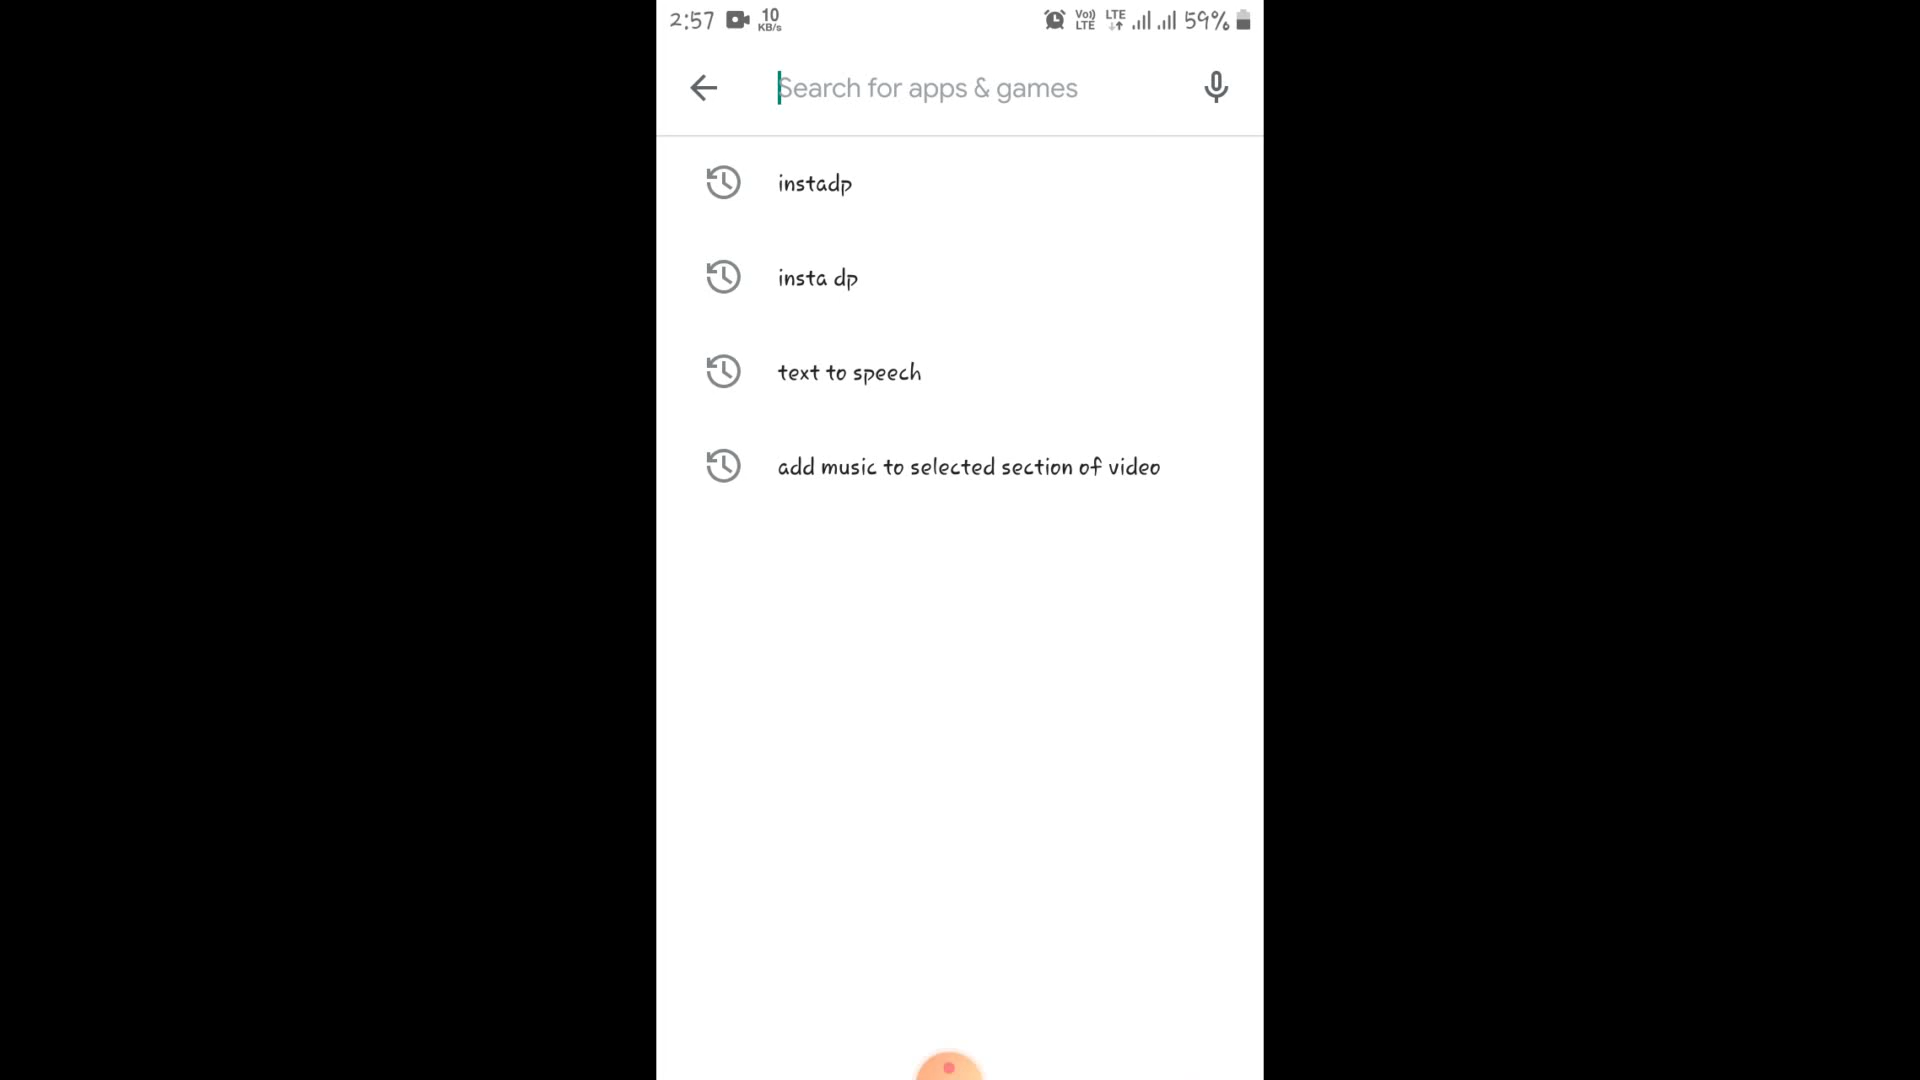 2:57 10 KB/s Vo)) LTE LTE 59%
Search for apps & games
instadp
insta dp
text to speech
add music to selected section of video